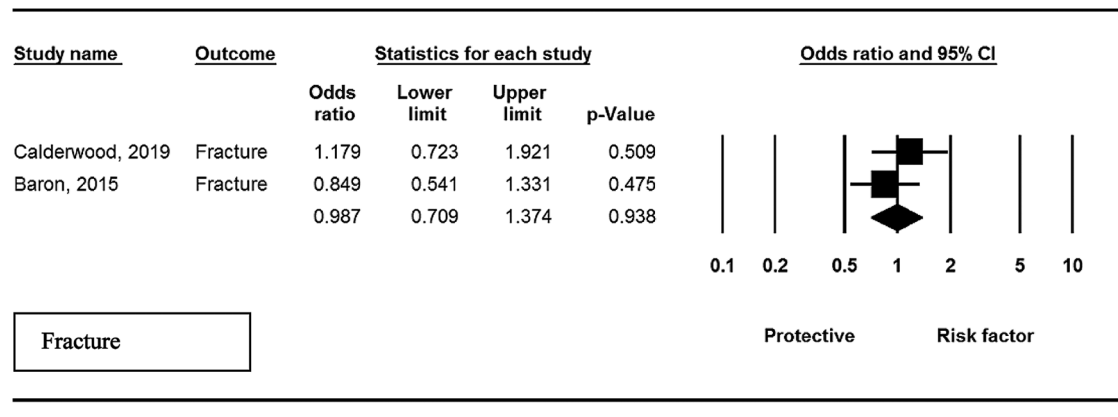 Study name Outcome Statistics for each study Odds ratio and 95% CI
Odds ratio Lower limit Upper limit p-Value
Calderwood, 2019 Fracture 1.179 0.723 1.921 0.509
Baron, 2015 Fracture 0.849 0.541 1.331 0.475
0.987 0.709 1.374 0.938
0.1 0.2 0.5 1 2 5 10
Fracture
Protective Risk factor